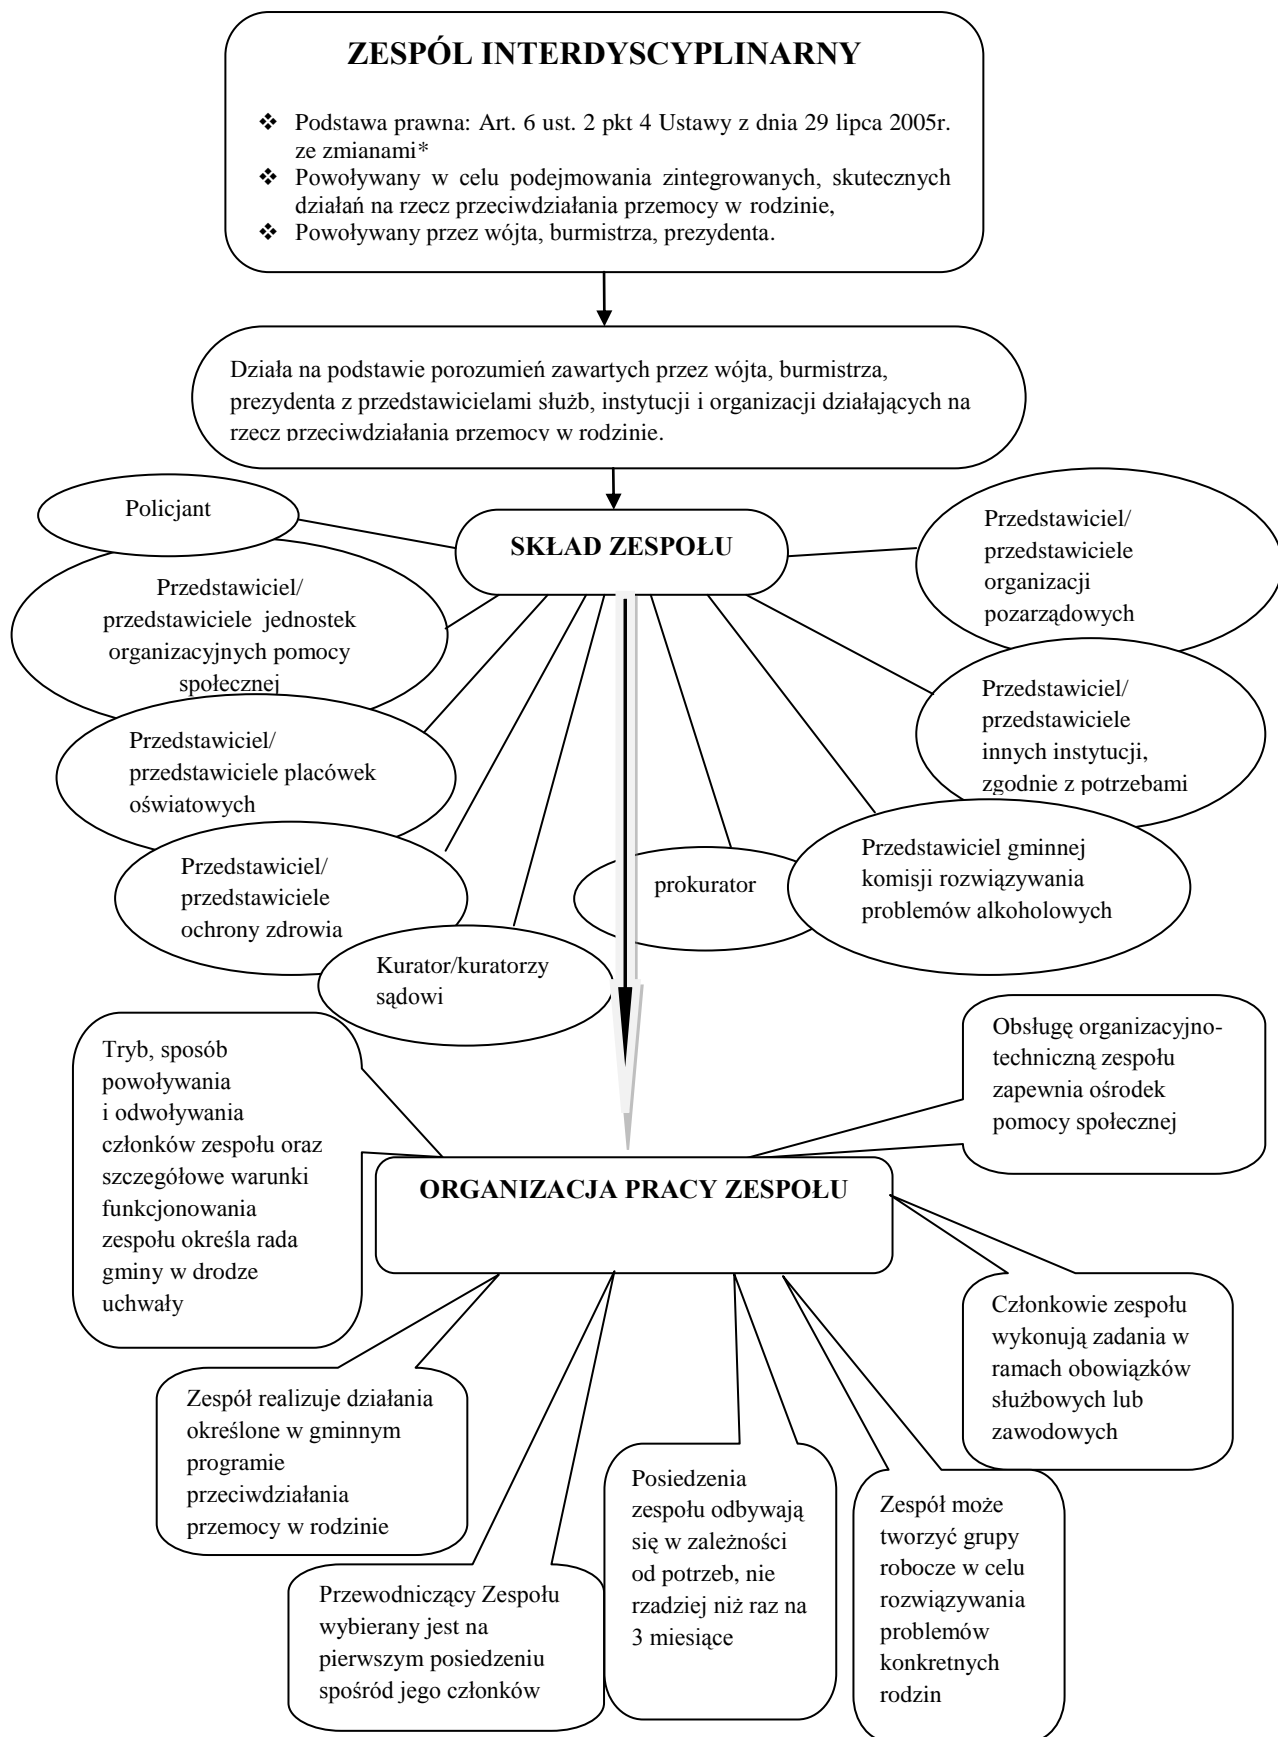 ZESPÓL INTERDYSCYPLINARNY
❖ Podstawa prawna: Art. 6 ust. 2 pkt 4 Ustawy z dnia 29 lipca 2005r.
ze zmianami*
❖ Powoływany w celu podejmowania zintegrowanych, skutecznych
działań na rzecz przeciwdziałania przemocy w rodzinie,
❖ Powoływany przez wójta, burmistrza, prezydenta.
Działa na podstawie porozumień zawartych przez wójta, burmistrza,
prezydenta z przedstawicielami służb, instytucji i organizacji działających na
rzecz przeciwdziałania przemocy w rodzinie.
Policjant
SKŁAD ZESPOŁU
Przedstawiciel/
przedstawiciele
organizacji
pozarządowych
Przedstawiciel/
przedstawiciele jednostek
organizacyjnych pomocy
społecznej
Przedstawiciel/
przedstawiciele
innych instytucji,
zgodnie z potrzebami
Przedstawiciel/
przedstawiciele placówek
oświatowych
Przedstawiciel/
przedstawiciele
ochrony zdrowia
prokurator
Przedstawiciel gminnej
komisji rozwiązywania
problemów alkoholowych
Kurator/kuratorzy
sądowi
Tryb, sposób
powoływania
i odwoływania
członków zespołu oraz
szczegółowe warunki
funkcjonowania
zespołu określa rada
gminy w drodze
uchwały
Obsługę organizacyjno-
techniczną zespołu
zapewnia ośrodek
pomocy społecznej
ORGANIZACJA PRACY ZESPOŁU
Członkowie zespołu
wykonują zadania w
ramach obowiązków
służbowych lub
zawodowych
Zespół realizuje działania
określone w gminnym
programie
przeciwdziałania
przemocy w rodzinie
Posiedzenia
zespołu odbywają
się w zależności
od potrzeb, nie
rzadziej niż raz na
3 miesiące
Zespół może
tworzyć grupy
robocze w celu
rozwiązywania
problemów
konkretnych
rodzin
Przewodniczący Zespołu
wybierany jest na
pierwszym posiedzeniu
spośród jego członków